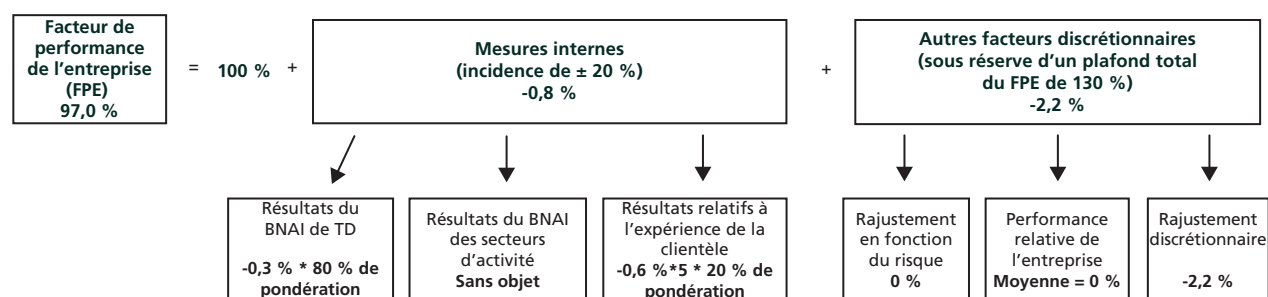 Facteur de
performance
de l'entreprise
(FPE)
97,0 %
=
100 %
+
Mesures internes
(incidence de ± 20 %)
-0,8 %
+
Autres facteurs discrétionnaires
(sous réserve d'un plafond total
du FPE de 130 %)
-2,2 %
Résultats du
BNAI de TD
-0,3 % * 80 % de
pondération
Résultats du BNAI
des secteurs
d'activité
Sans objet
Résultats relatifs à
l'expérience de la
clientèle
-0,6 %*5 * 20 % de
pondération
Rajustement
en fonction
du risque
0 %
Performance
relative de
l'entreprise
Moyenne = 0 %
Rajustement
discrétionnaire
-2,2 %